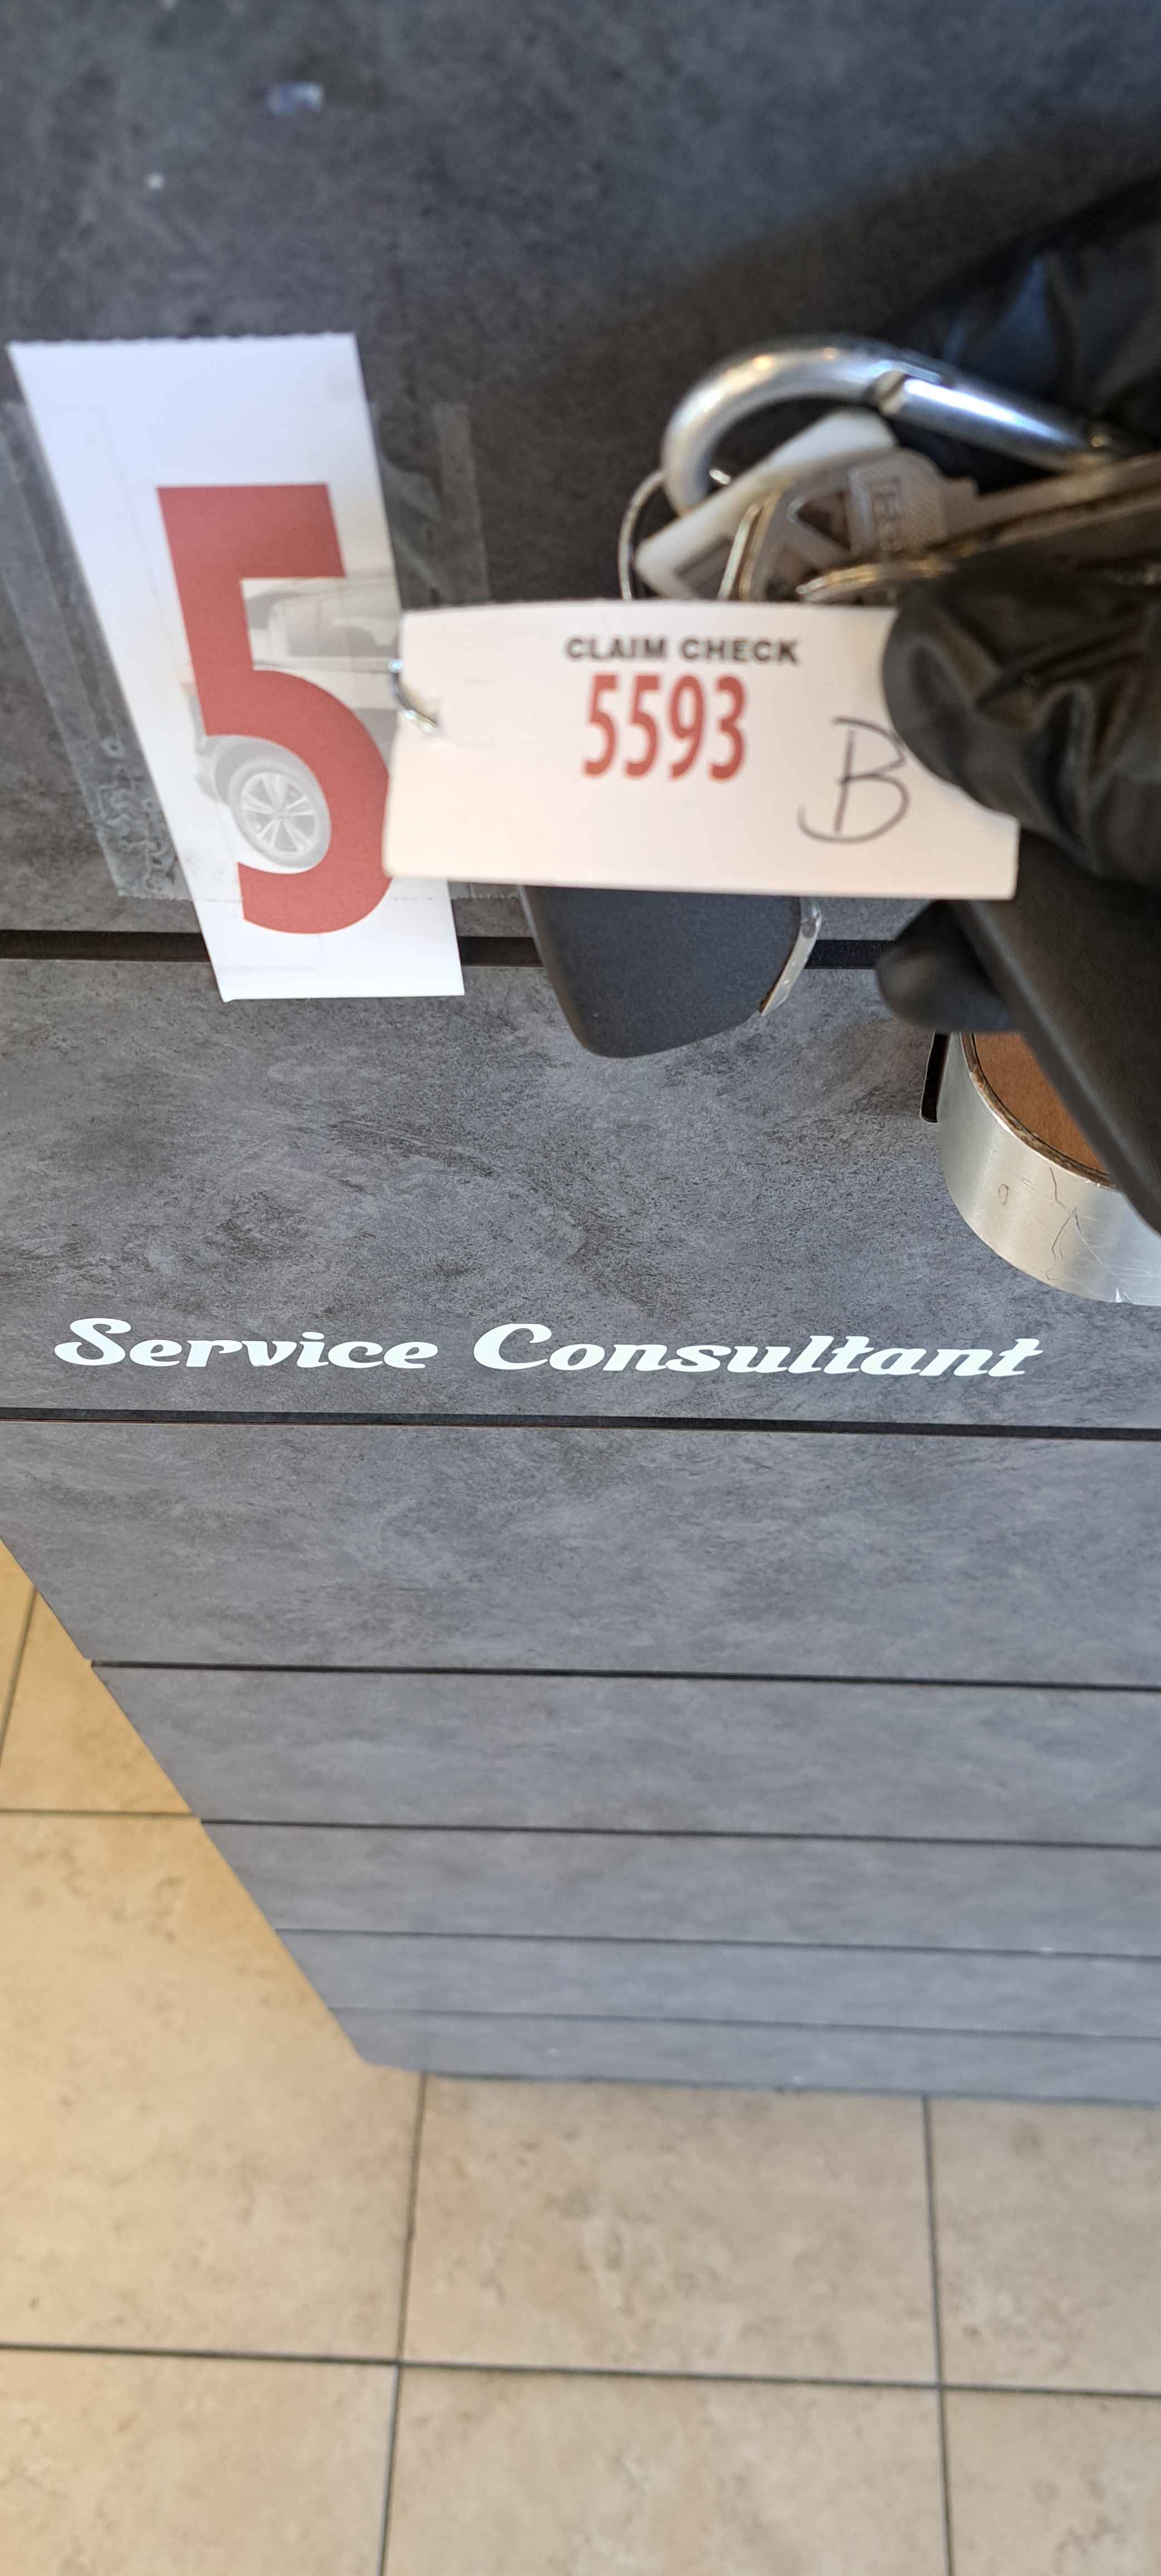 5
CLAIM CHECK
5593
B
Service Consultant